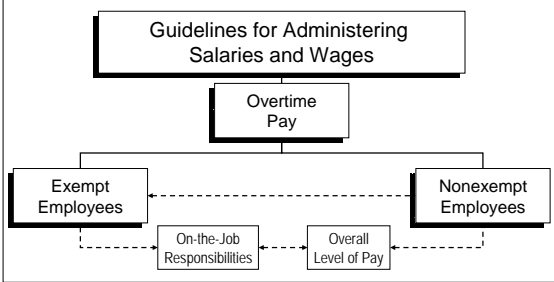 Guidelines for Administering
Salaries and Wages
Overtime
Pay
Exempt
Employees
Nonexempt
Employees
On-the-Job
Responsibilities
Overall
Level of Pay